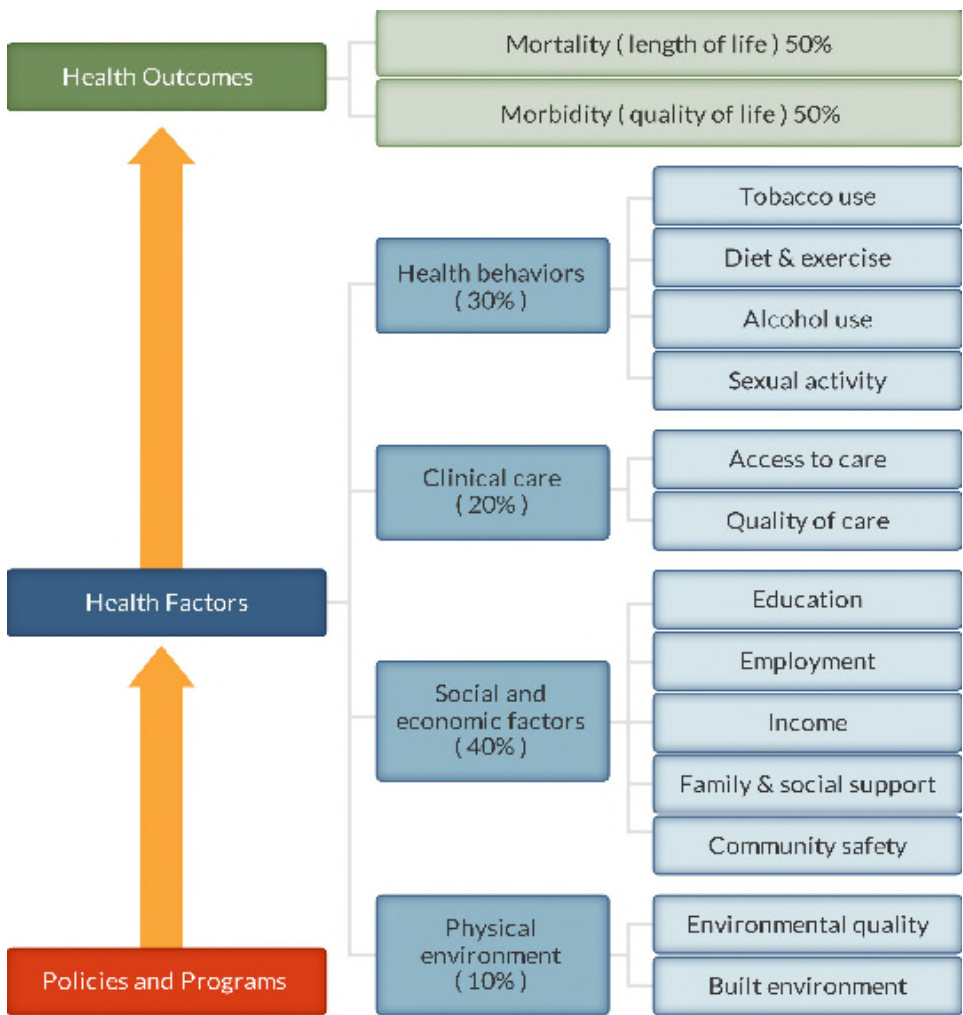 Health Outcomes
Mortality ( length of life ) 50%
Morbidity ( quality of life ) 50%
Health Factors
Health behaviors
( 30% )
Tobacco use
Diet & exercise
Alcohol use
Sexual activity
Clinical care
( 20% )
Access to care
Quality of care
Social and
economic factors
( 40% )
Education
Employment
Income
Family & social support
Community safety
Physical
environment
( 10% )
Environmental quality
Built environment
Policies and Programs